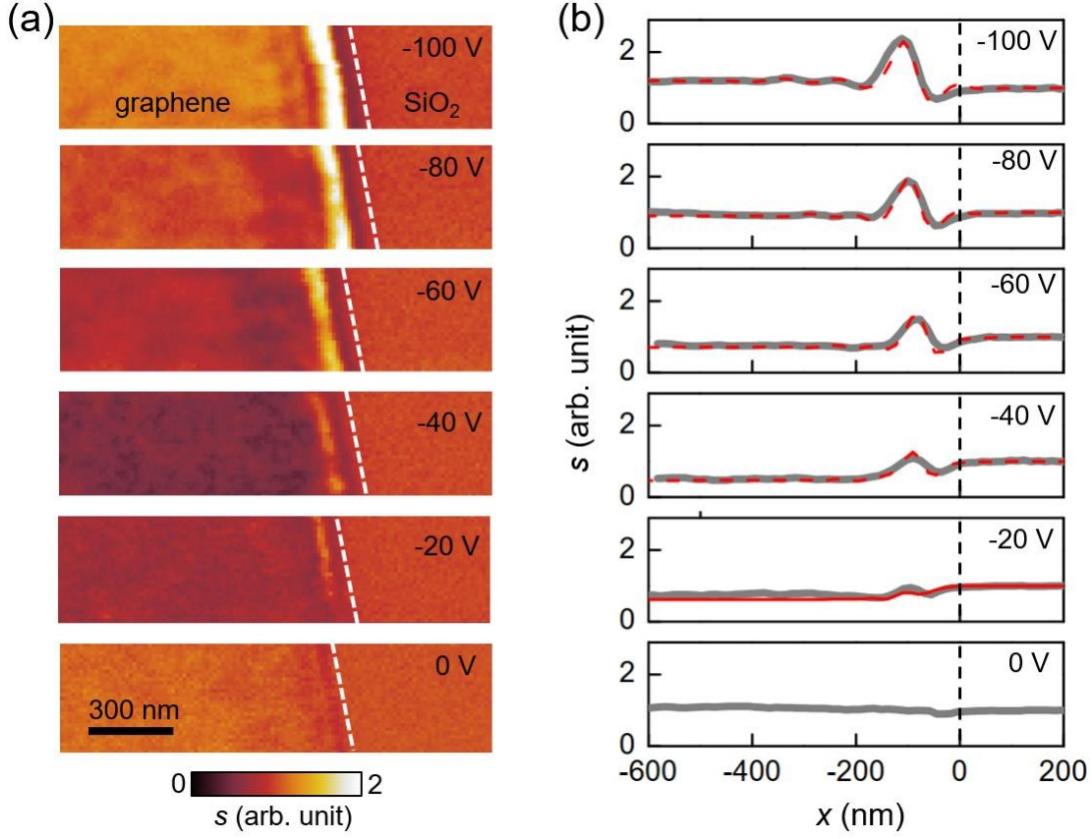 (a)
-100 V
graphene
SiO₂
-80 V
-60 V
-40 V
-20 V
0 V
300 nm
0
2
s (arb. unit)
(b)
2
0
-100 V
2
0
-80 V
2
0
-60 V
2
0
-40 V
2
0
-20 V
2
0
0 V
s (arb. unit)
-600 -400 -200 0 200
x (nm)